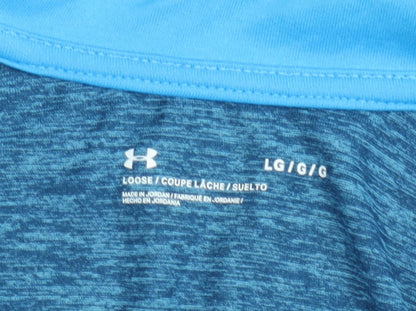 LG / G / G
LOOSE / COUPE LÂCHE / SUELTO
MADE IN JORDAN / FABRIQUÉ EN JORDANIE /
HECHO EN JORDANIA